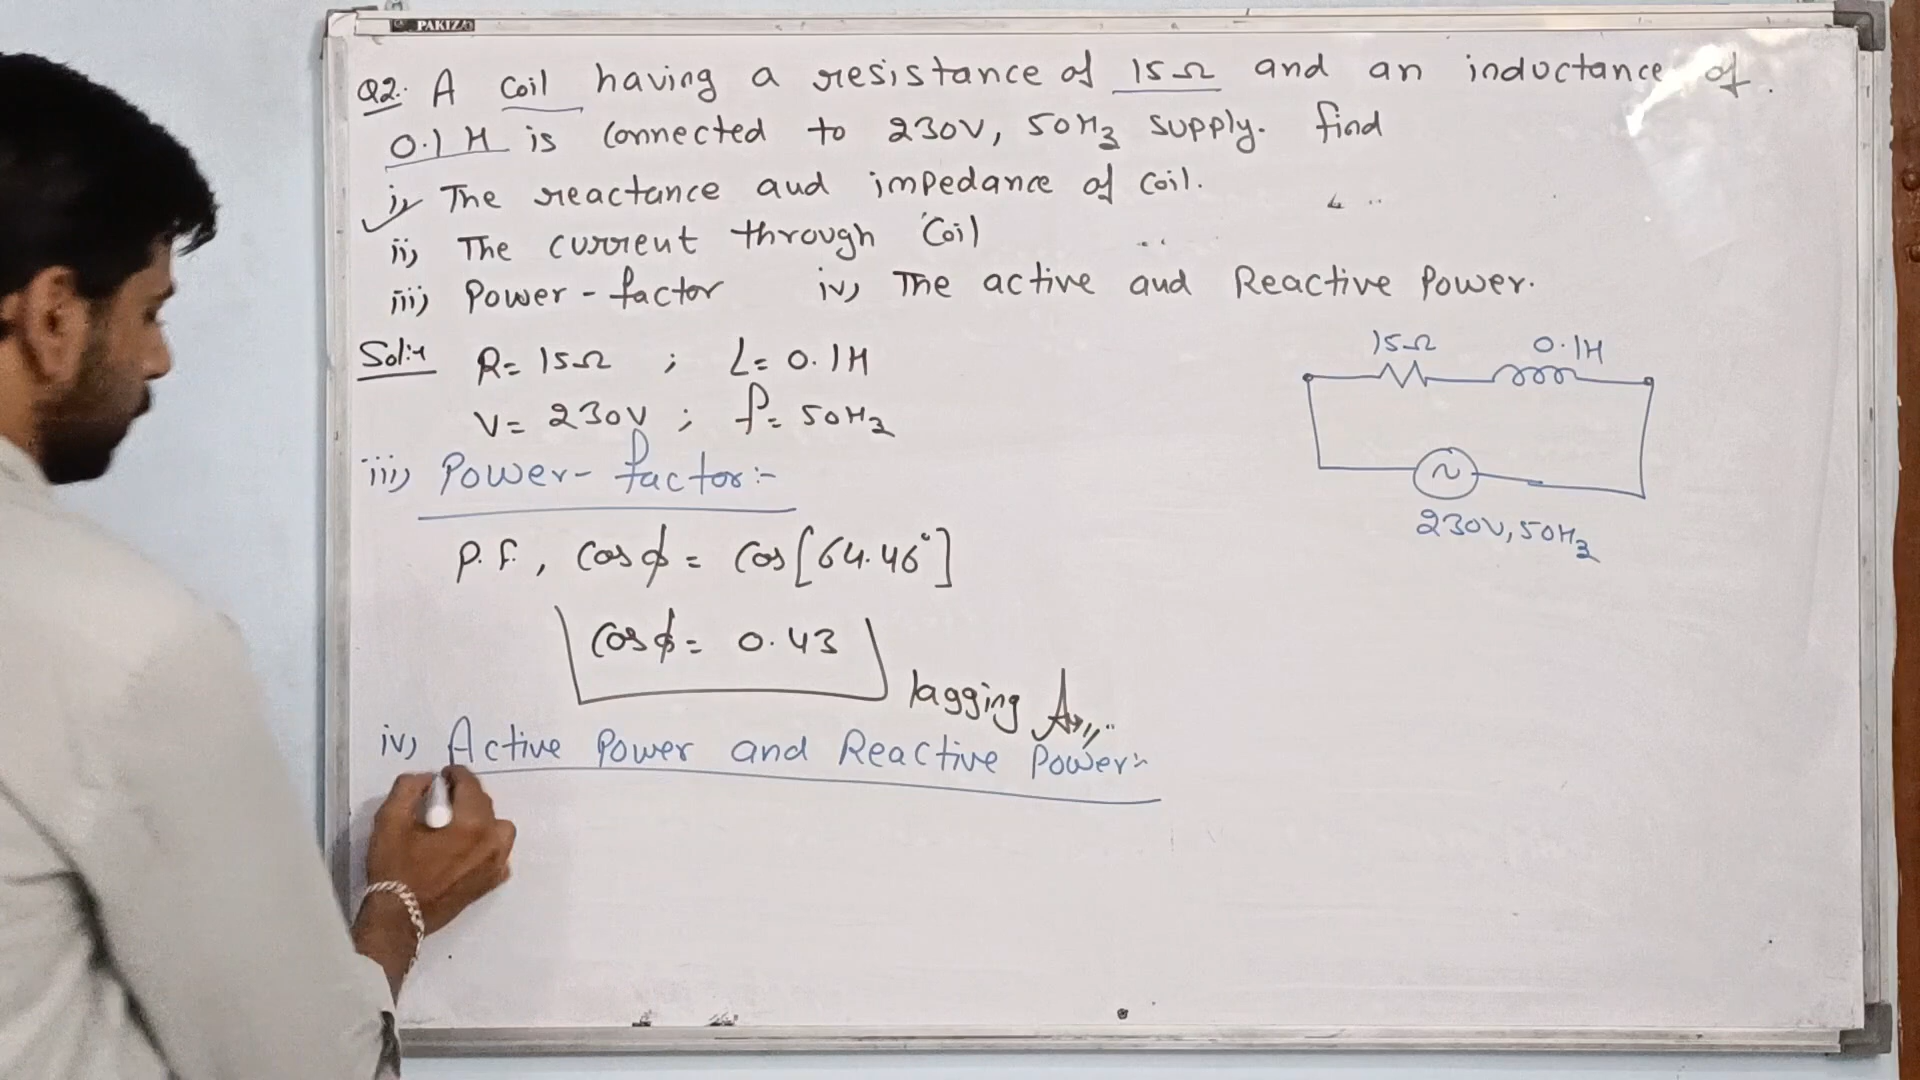 PAKIZA
Q2. A coil having a resistance of 15Ω and an inductance of
0.1 H is connected to 230V, 50Hz supply. find
i) The reactance and impedance of coil.
ii) The current through coil
iii) Power-factor iv) The active and Reactive Power.
Sol:- R= 15Ω ; L= 0.1H
V= 230V ; f= 50Hz
iii) Power-factor:-
P.F., cosϕ = cos[64.46°]
cosϕ= 0.43
lagging Ans
iv) Active Power and Reactive Power:-
15Ω 0.1H
~
230V, 50Hz